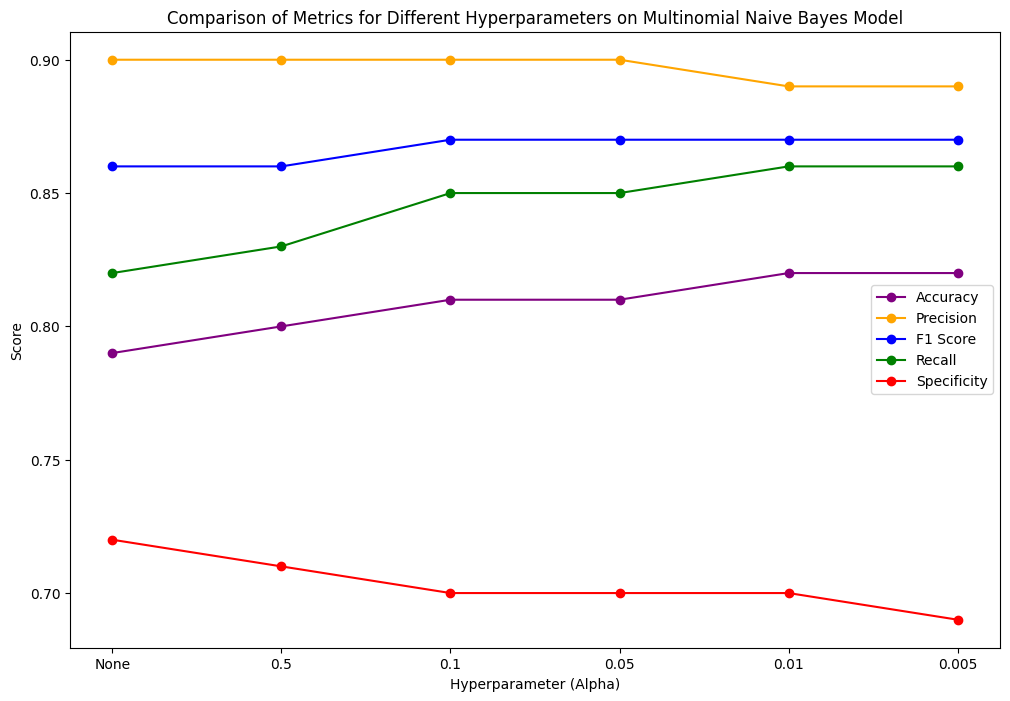 Comparison of Metrics for Different Hyperparameters on Multinomial Naive Bayes Model
0.90
0.85
0.80
0.75
0.70
Score
Accuracy
Precision
F1 Score
Recall
Specificity
None 0.5 0.1 0.05 0.01 0.005
Hyperparameter (Alpha)